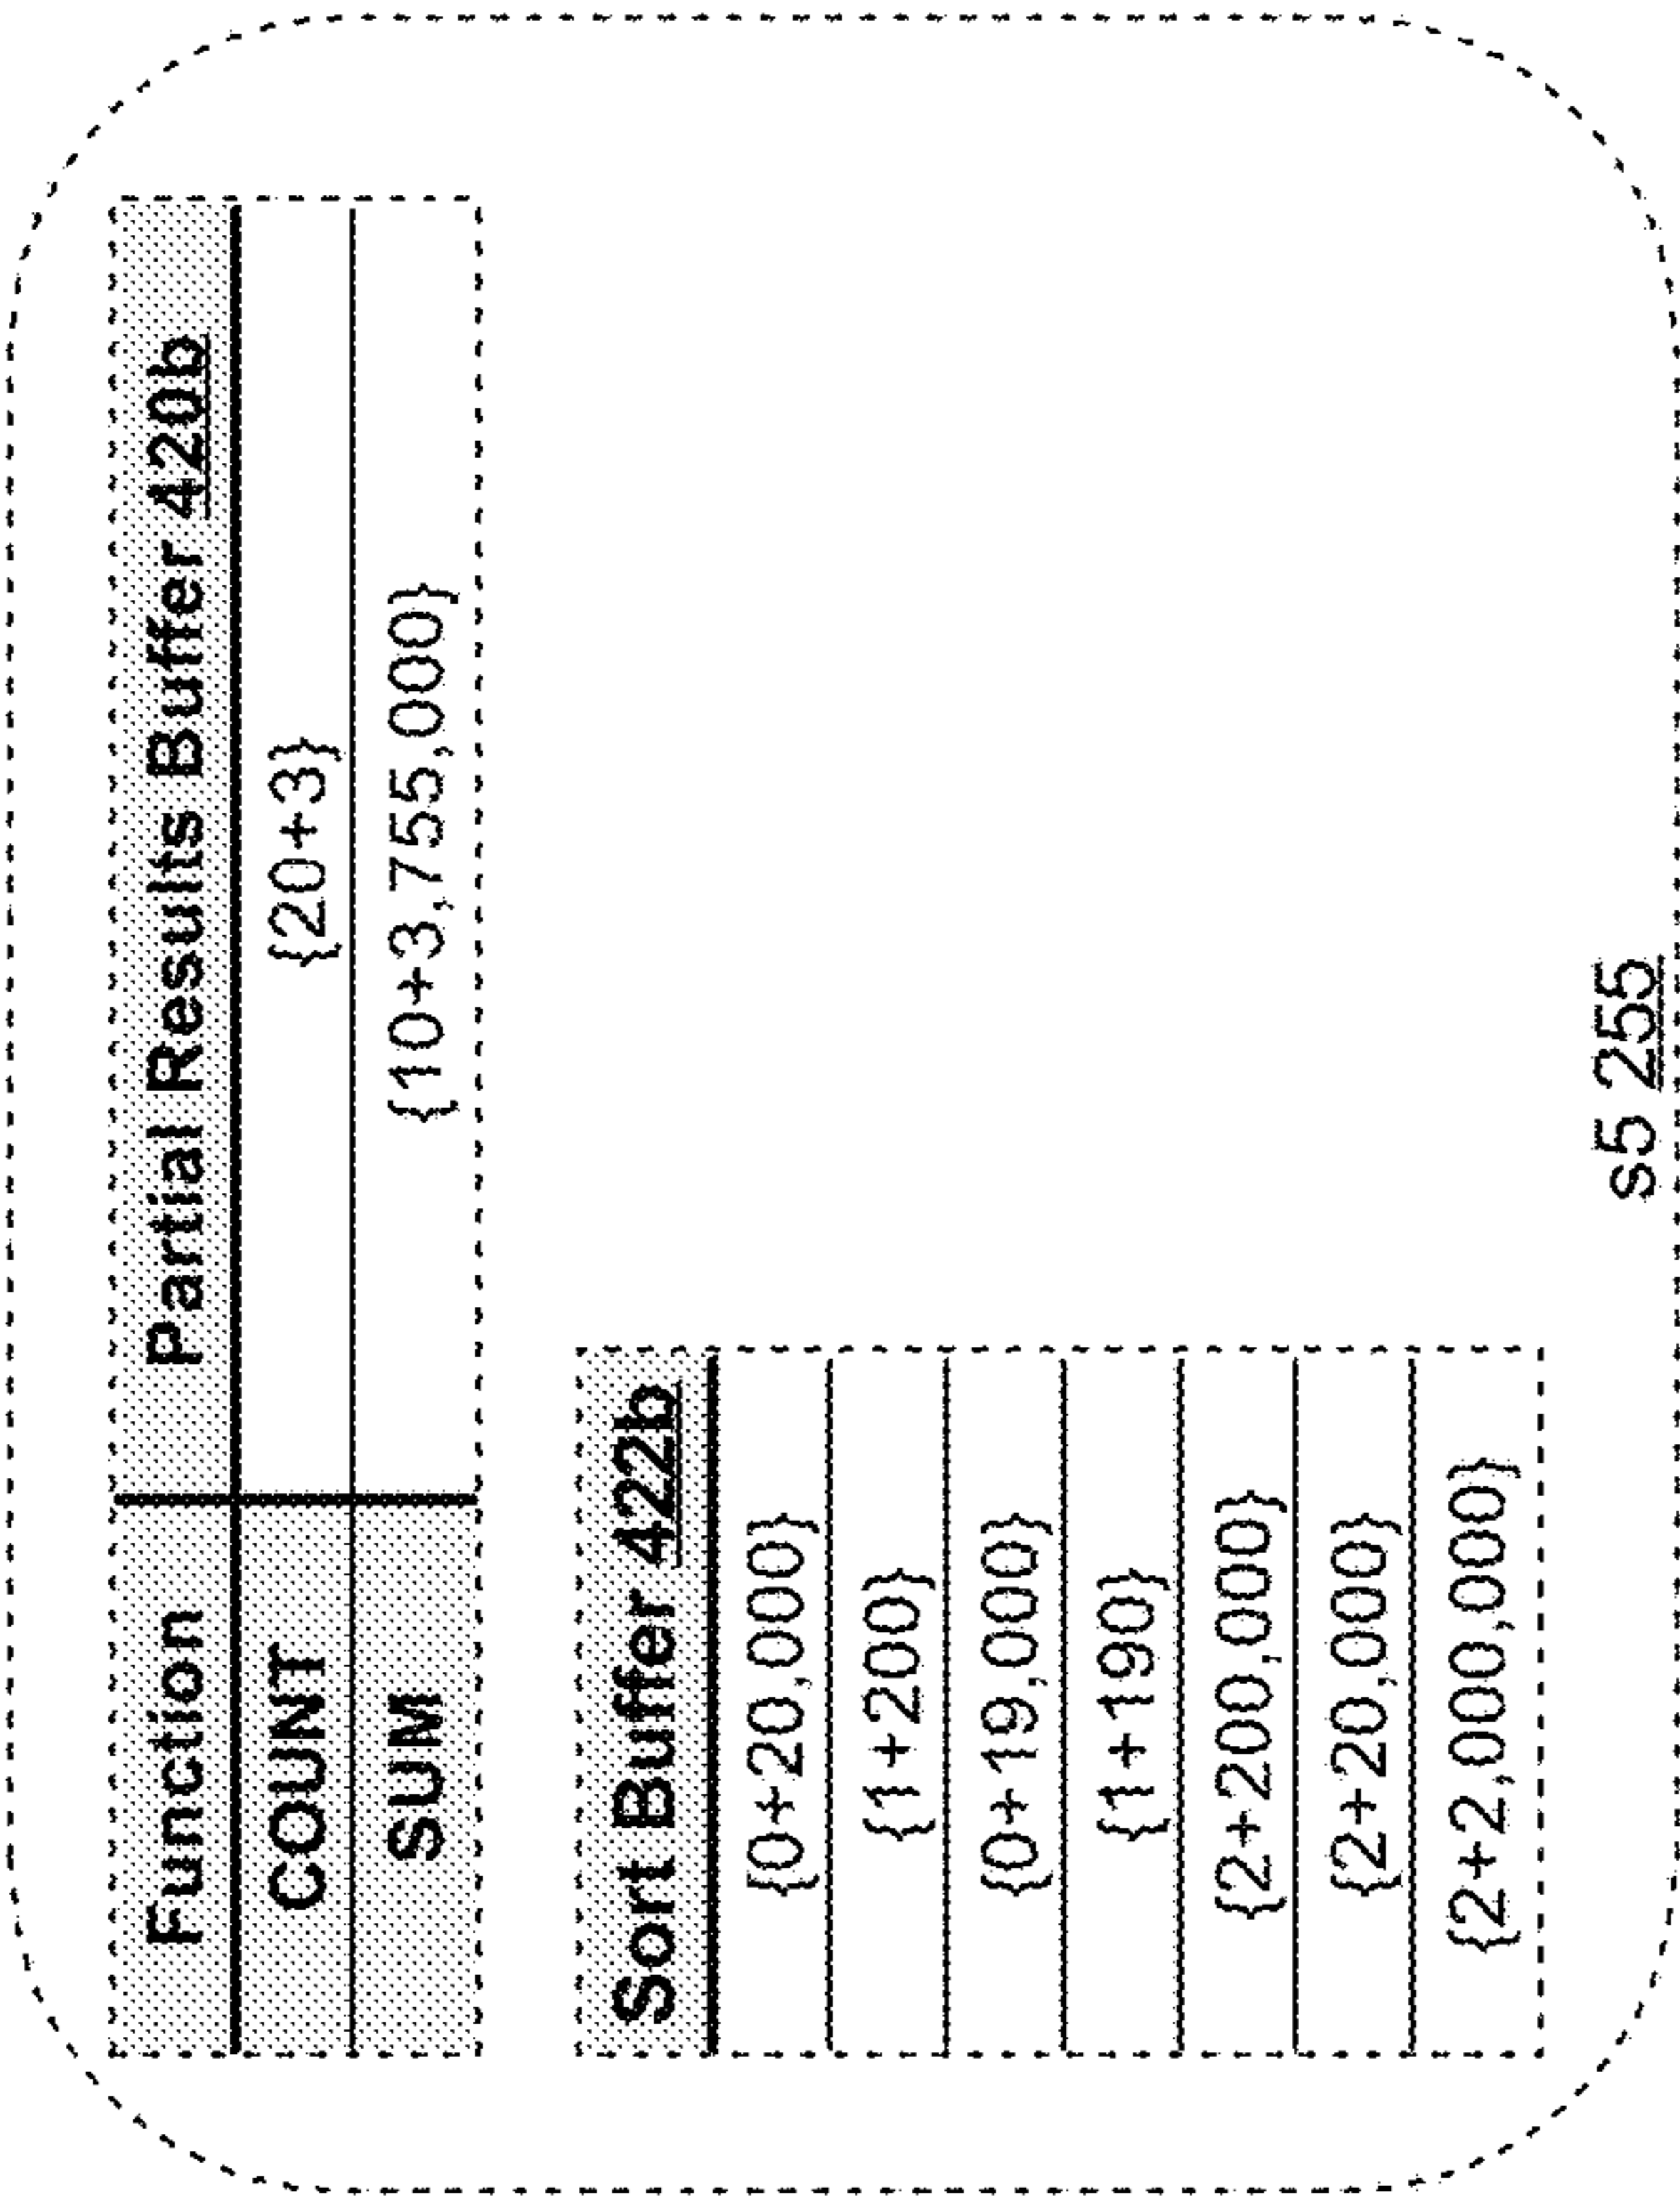 Function Partial Results Buffer 420b
COUNT {20+3}
SUM {10+3,755,000}
Sort Buffer 422b
{0+20,000}
{1+200}
{0+19,000}
{1+190}
{2+200,000}
{2+20,000}
{2+2,000,000}
s5 255